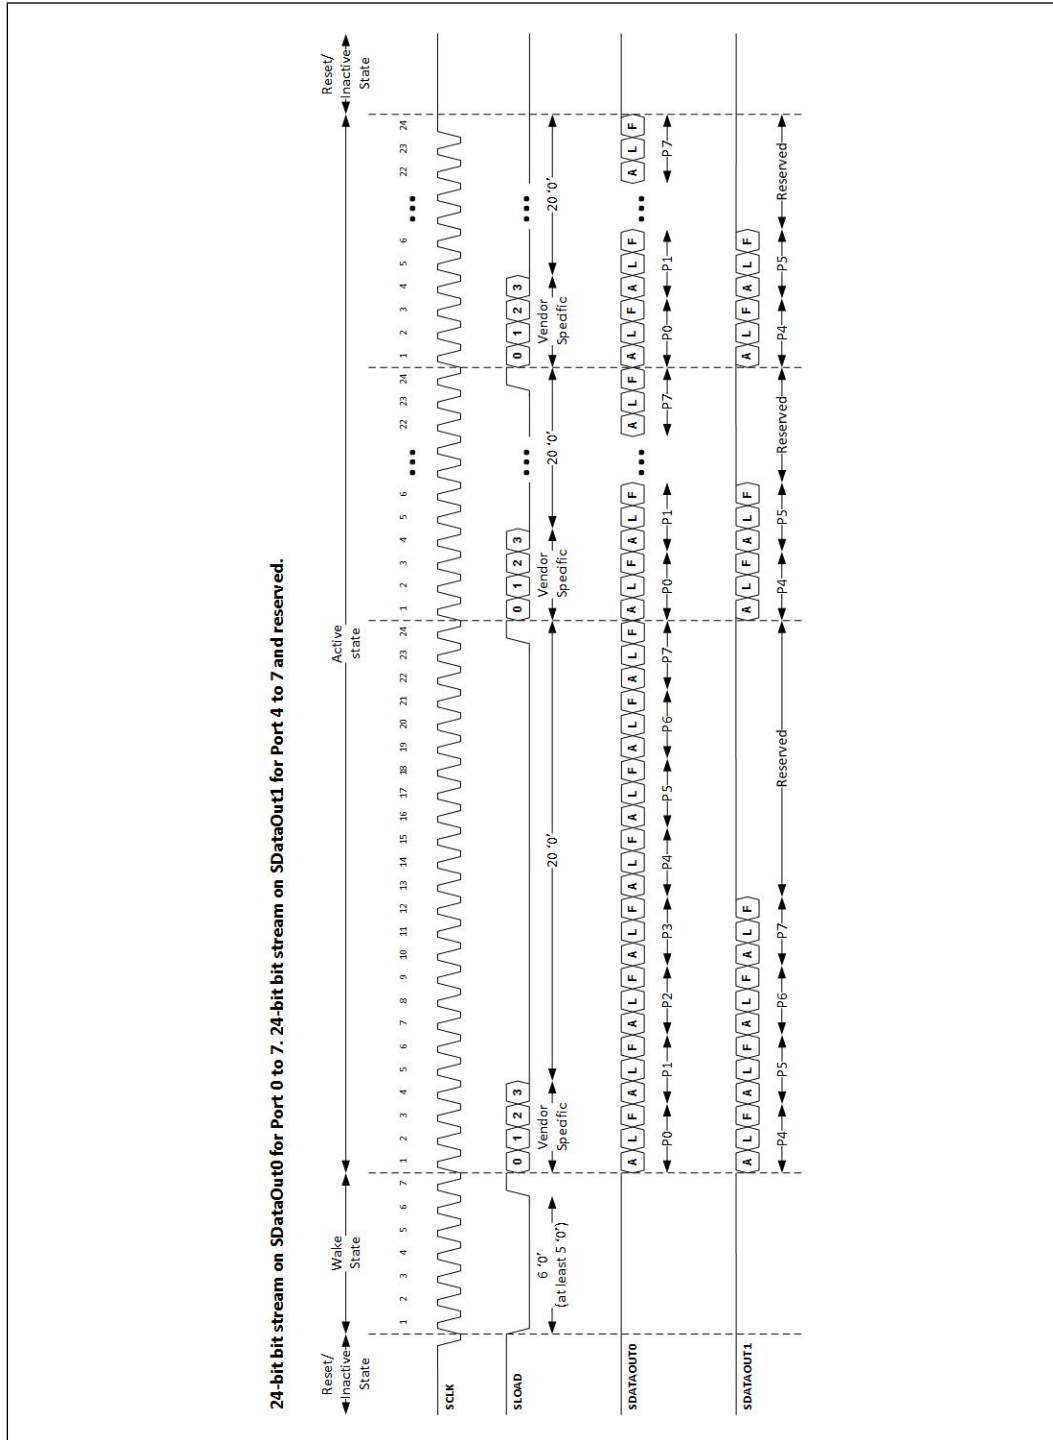 24-bit bit stream on SDataOut0 for Port 0 to 7. 24-bit bit stream on SDataOut1 for Port 4 to 7 and reserved.
Reset/
Inactive
State
Wake
State
Active
state
Reset/
Inactive
State
1 2 3 4 5 6 7 1 2 3 4 5 6 7 8 9 10 11 12 13 14 15 16 17 18 19 20 21 22 23 24 1 2 3 4 5 6 ••• 22 23 24 1 2 3 4 5 6 ••• 22 23 24
SCLK
SLOAD
0 1 2 3 0 1 2 3 ••• 0 1 2 3 •••
6 '0'
(at least 5 '0')
Vendor
Specific
20 '0'
Vendor
Specific
20 '0'
Vendor
Specific
20 '0'
SDATAOUT0
A L F A L F A L F A L F A L F A L F A L F A L F A L F A L F ••• A L F A L F A L F ••• A L F
P0 P1 P2 P3 P4 P5 P6 P7 P0 P1 P7 P0 P1 P7
SDATAOUT1
A L F A L F A L F A L F A L F A L F A L F A L F
P4 P5 P6 P7 Reserved P4 P5 Reserved P4 P5 Reserved